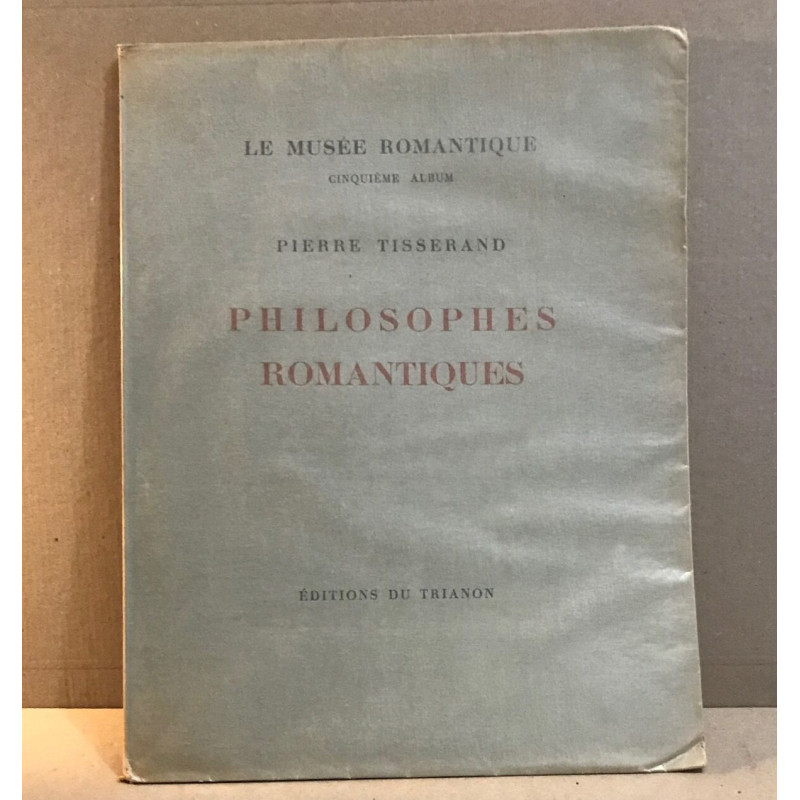 LE MUSÉE ROMANTIQUE
CINQUIÈME ALBUM
PIERRE TISSERAND
PHILOSOPHES
ROMANTIQUES
ÉDITIONS DU TRIANON